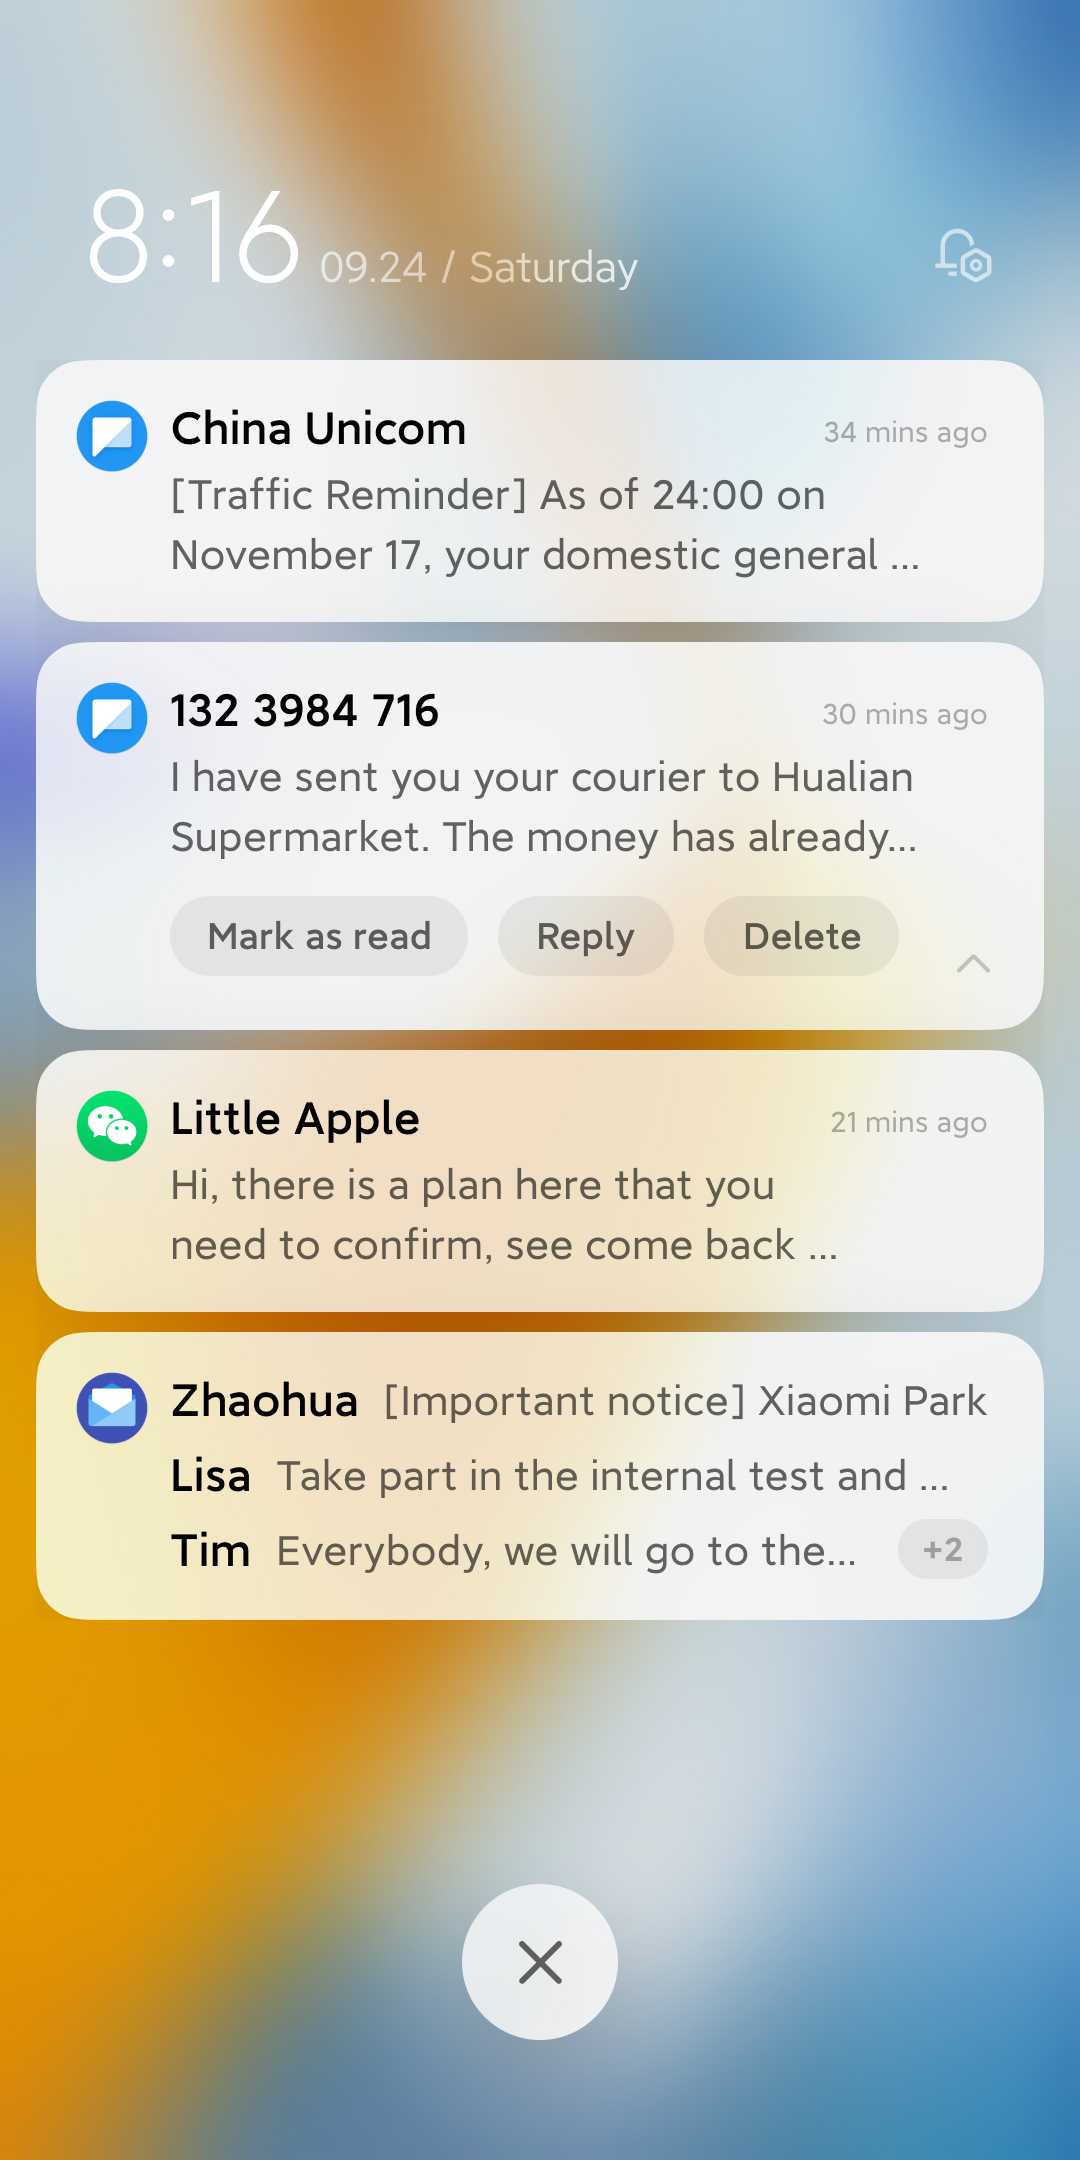 8:16 09.24 / Saturday
China Unicom 34 mins ago
[Traffic Reminder] As of 24:00 on
November 17, your domestic general ...
132 3984 716 30 mins ago
I have sent you your courier to Hualian
Supermarket. The money has already...
Mark as read Reply Delete
Little Apple 21 mins ago
Hi, there is a plan here that you
need to confirm, see come back ...
Zhaohua [Important notice] Xiaomi Park
Lisa Take part in the internal test and ...
Tim Everybody, we will go to the... +2